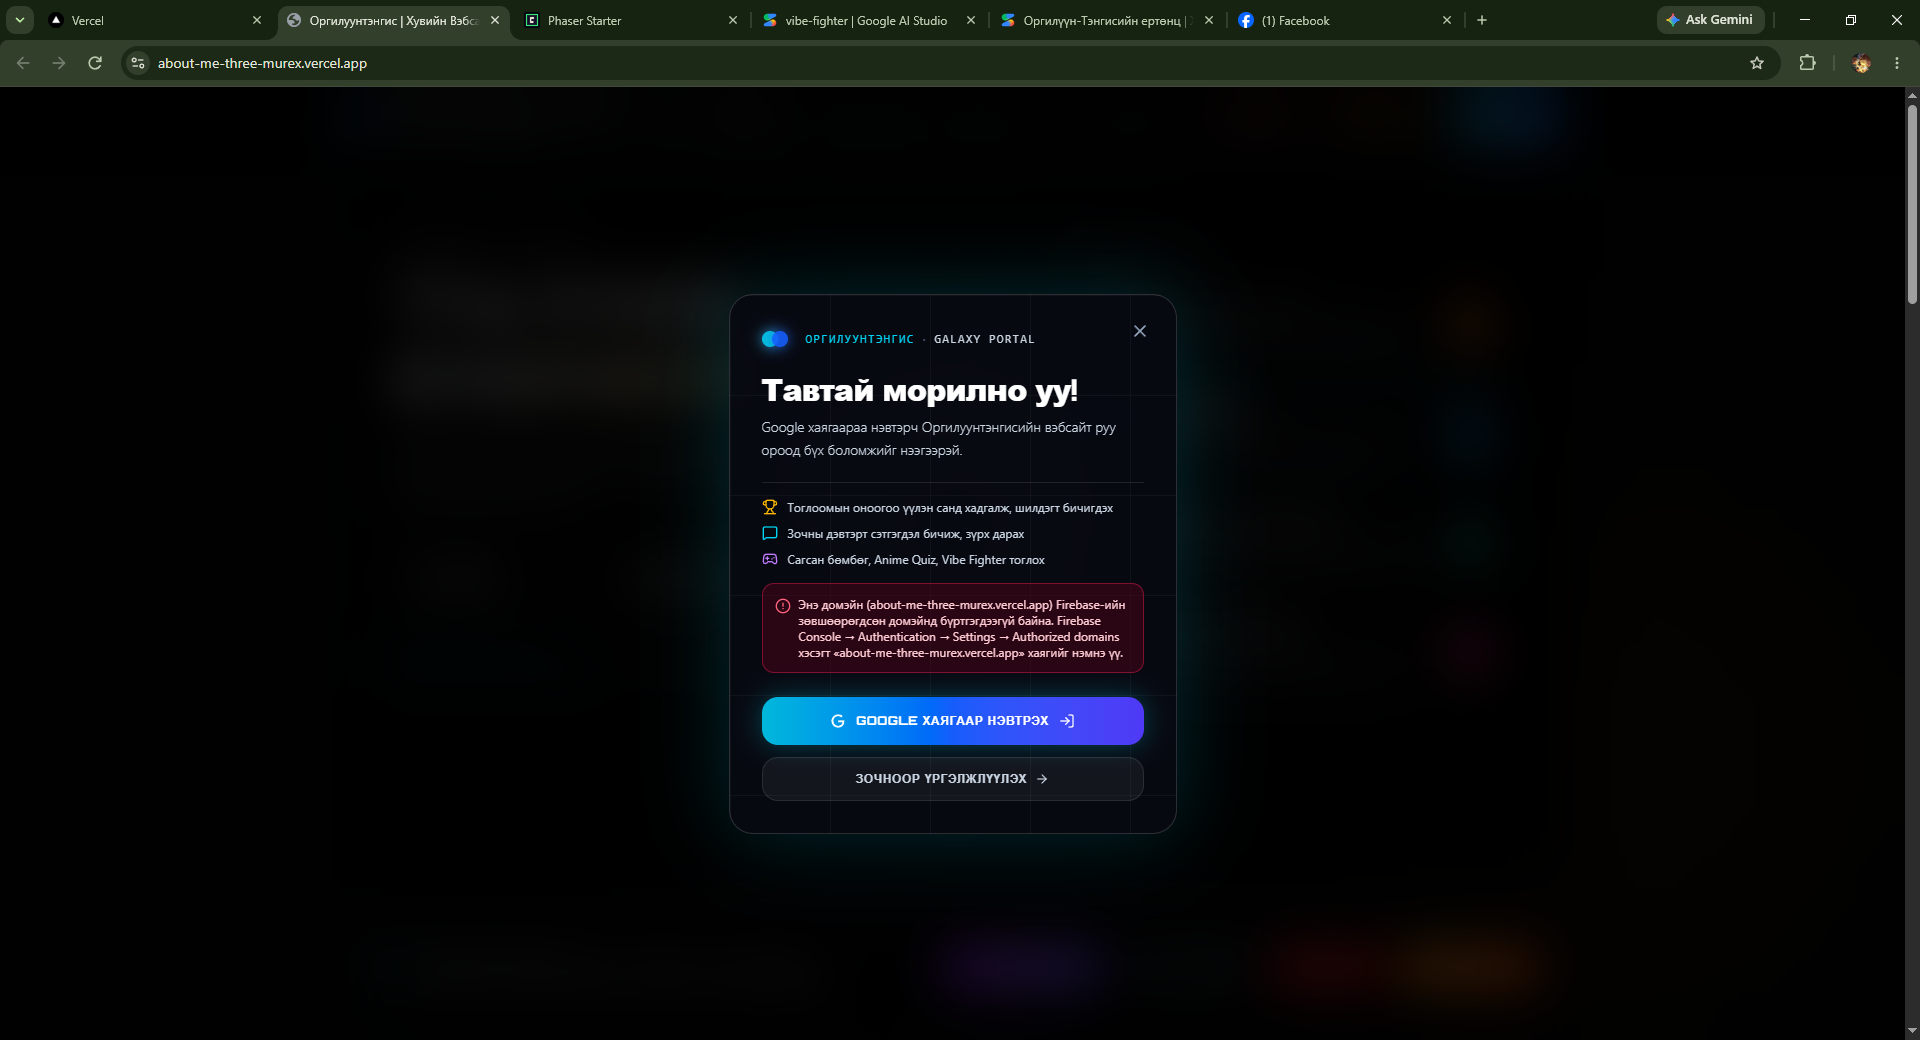 Vercel
Оргилуунтэнгис | Хувийн Вэбса
Phaser Starter
vibe-fighter | Google AI Studio
Оргилүүн-Тэнгисийн ертөнц |
(1) Facebook
Ask Gemini
about-me-three-murex.vercel.app
ОРГИЛУУНТЭНГИС · GALAXY PORTAL
Тавтай морилно уу!
Google хаягаараа нэвтэрч Оргилуунтэнгисийн вэбсайт руу
ороод бүх боломжийг нээгээрэй.
Тоглоомын оноогоо үүлэн санд хадгалж, шилдэгт бичигдэх
Зочны дэвтэрт сэтгэгдэл бичиж, зүрх дарах
Сагсан бөмбөг, Anime Quiz, Vibe Fighter тоглох
Энэ домэйн (about-me-three-murex.vercel.app) Firebase-ийн
зөвшөөрөгдсөн домэйнд бүртгэгдээгүй байна. Firebase
Console → Authentication → Settings → Authorized domains
хэсэгт «about-me-three-murex.vercel.app» хаягийг нэмнэ үү.
GOOGLE ХАЯГААР НЭВТРЭХ
ЗОЧНООР ҮРГЭЛЖЛҮҮЛЭХ →